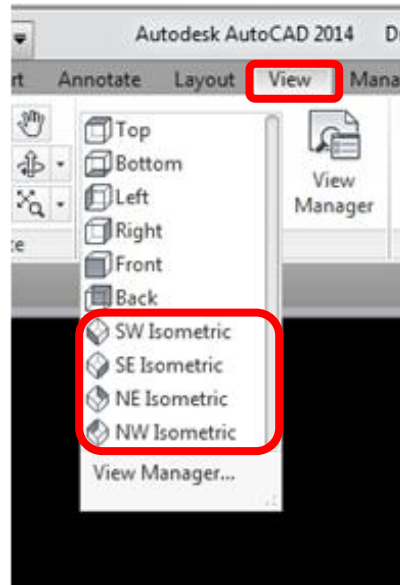 Autodesk AutoCAD 2014 D
rt Annotate Layout View Mana
Top
Bottom
Left
Right
Front
Back
SW Isometric
SE Isometric
NE Isometric
NW Isometric
View Manager...
View
Manager
te